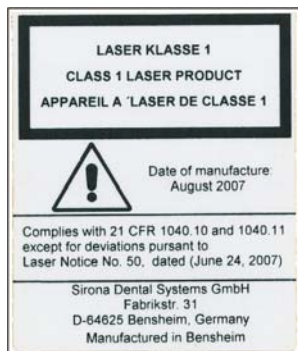 LASER KLASSE 1
CLASS 1 LASER PRODUCT
APPAREIL A ´LASER DE CLASSE 1
Date of manufacture:
August 2007
Complies with 21 CFR 1040.10 and 1040.11
except for deviations pursant to
Laser Notice No. 50, dated (June 24, 2007)
Sirona Dental Systems GmbH
Fabrikstr. 31
D-64625 Bensheim, Germany
Manufactured in Bensheim